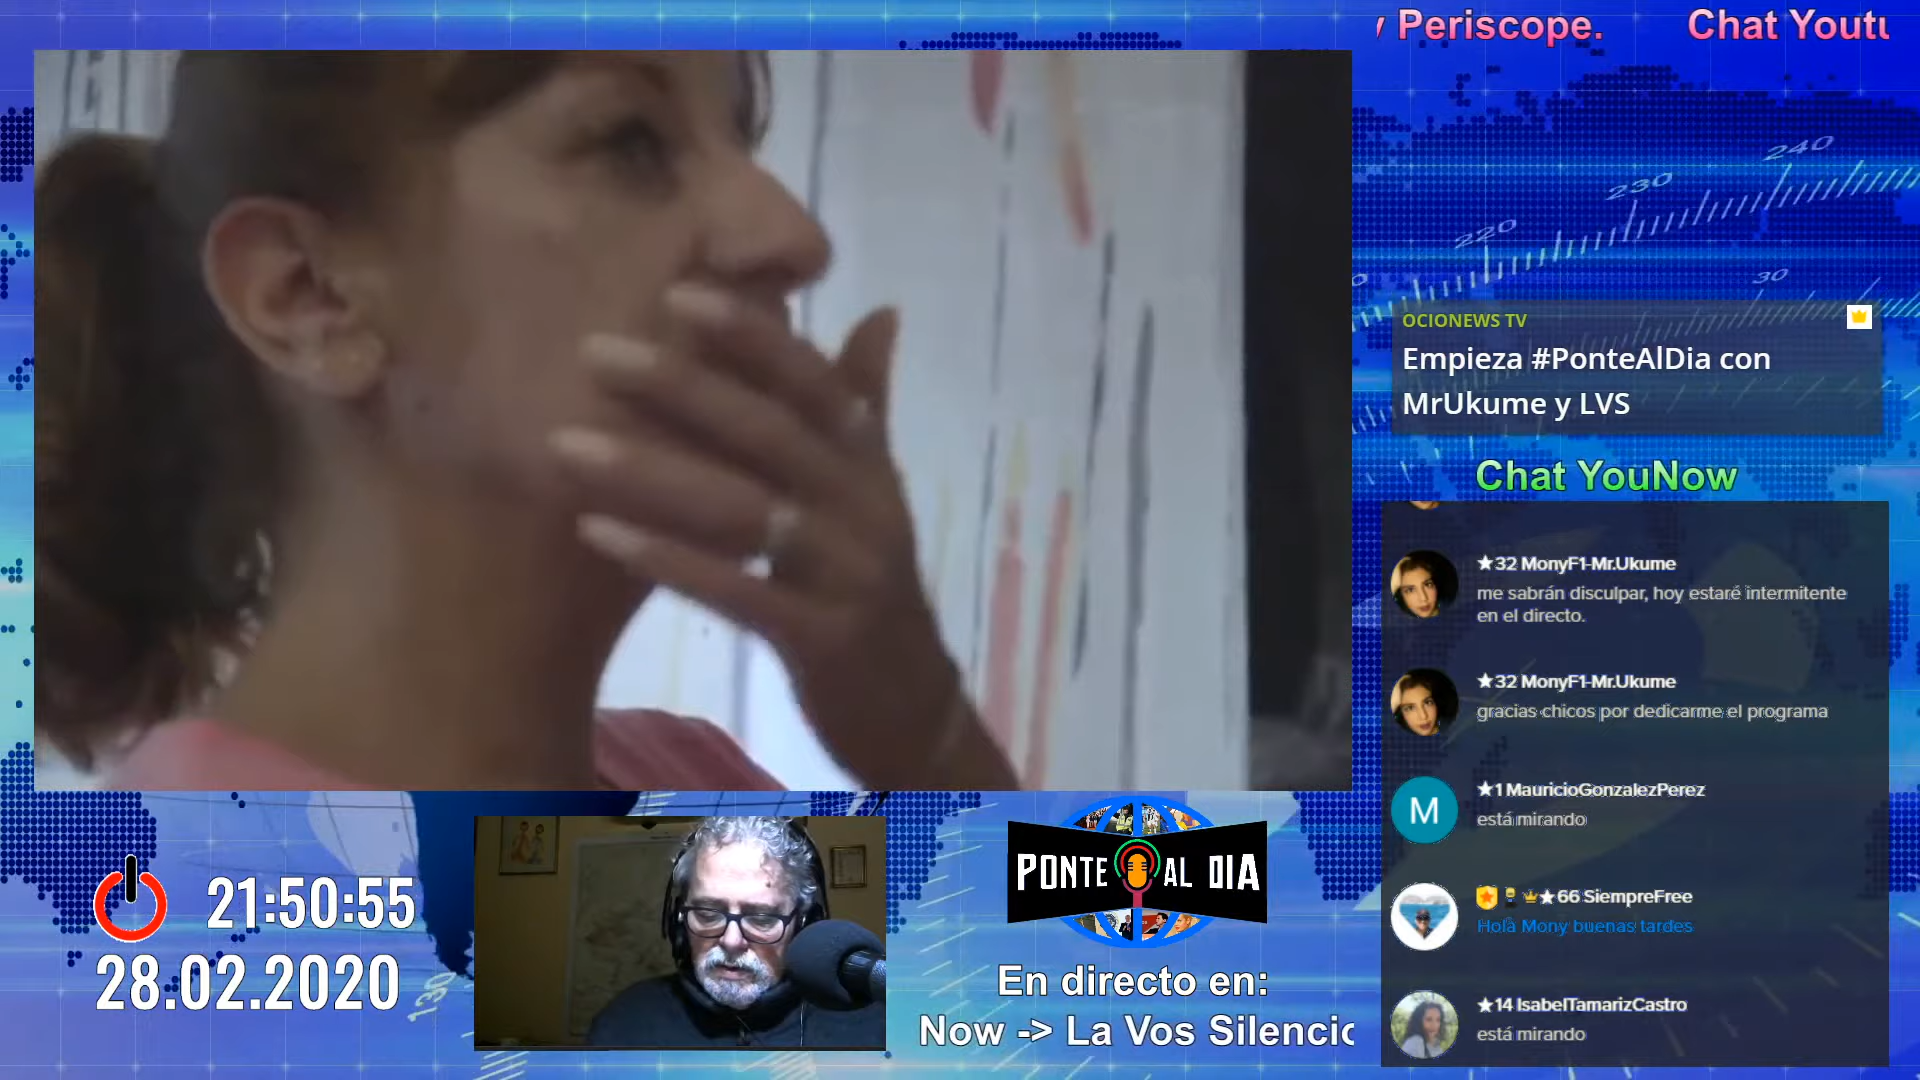 Periscope. Chat Youtu
240
230
220
30
OCIONEWS TV
Empieza #PonteAlDia con
MrUkume y LVS
Chat YouNow
★32 MonyF1-Mr.Ukume
me sabrán disculpar, hoy estaré intermitente
en el directo.
★32 MonyF1-Mr.Ukume
gracias chicos por dedicarme el programa
M
★1 MauricioGonzalezPerez
está mirando
★66 SiempreFree
Hola Mony buenas tardes
★14 IsabelTamarizCastro
está mirando
21:50:55
28.02.2020
130
PONTE AL DIA
En directo en:
Now -> La Vos Silencio